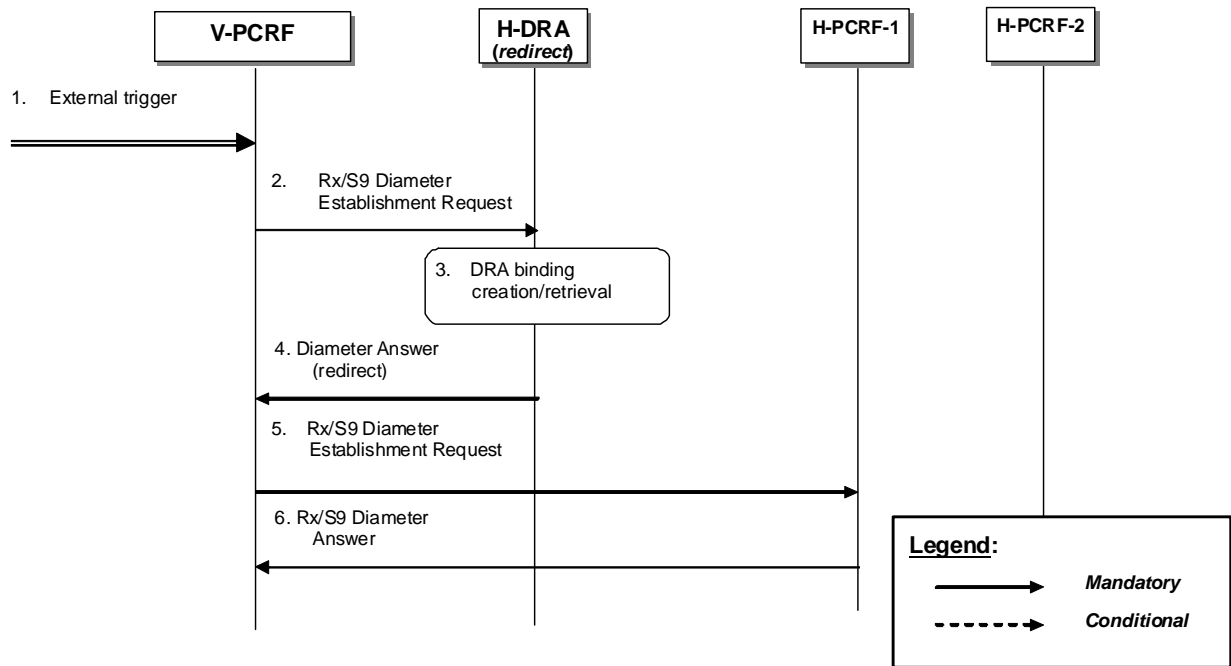 V-PCRF
H-DRA
(redirect)
H-PCRF-1
H-PCRF-2
1. External trigger
2. Rx/S9 Diameter
Establishment Request
3. DRA binding
creation/retrieval
4. Diameter Answer
(redirect)
5. Rx/S9 Diameter
Establishment Request
6. Rx/S9 Diameter
Answer
Legend:
Mandatory
Conditional